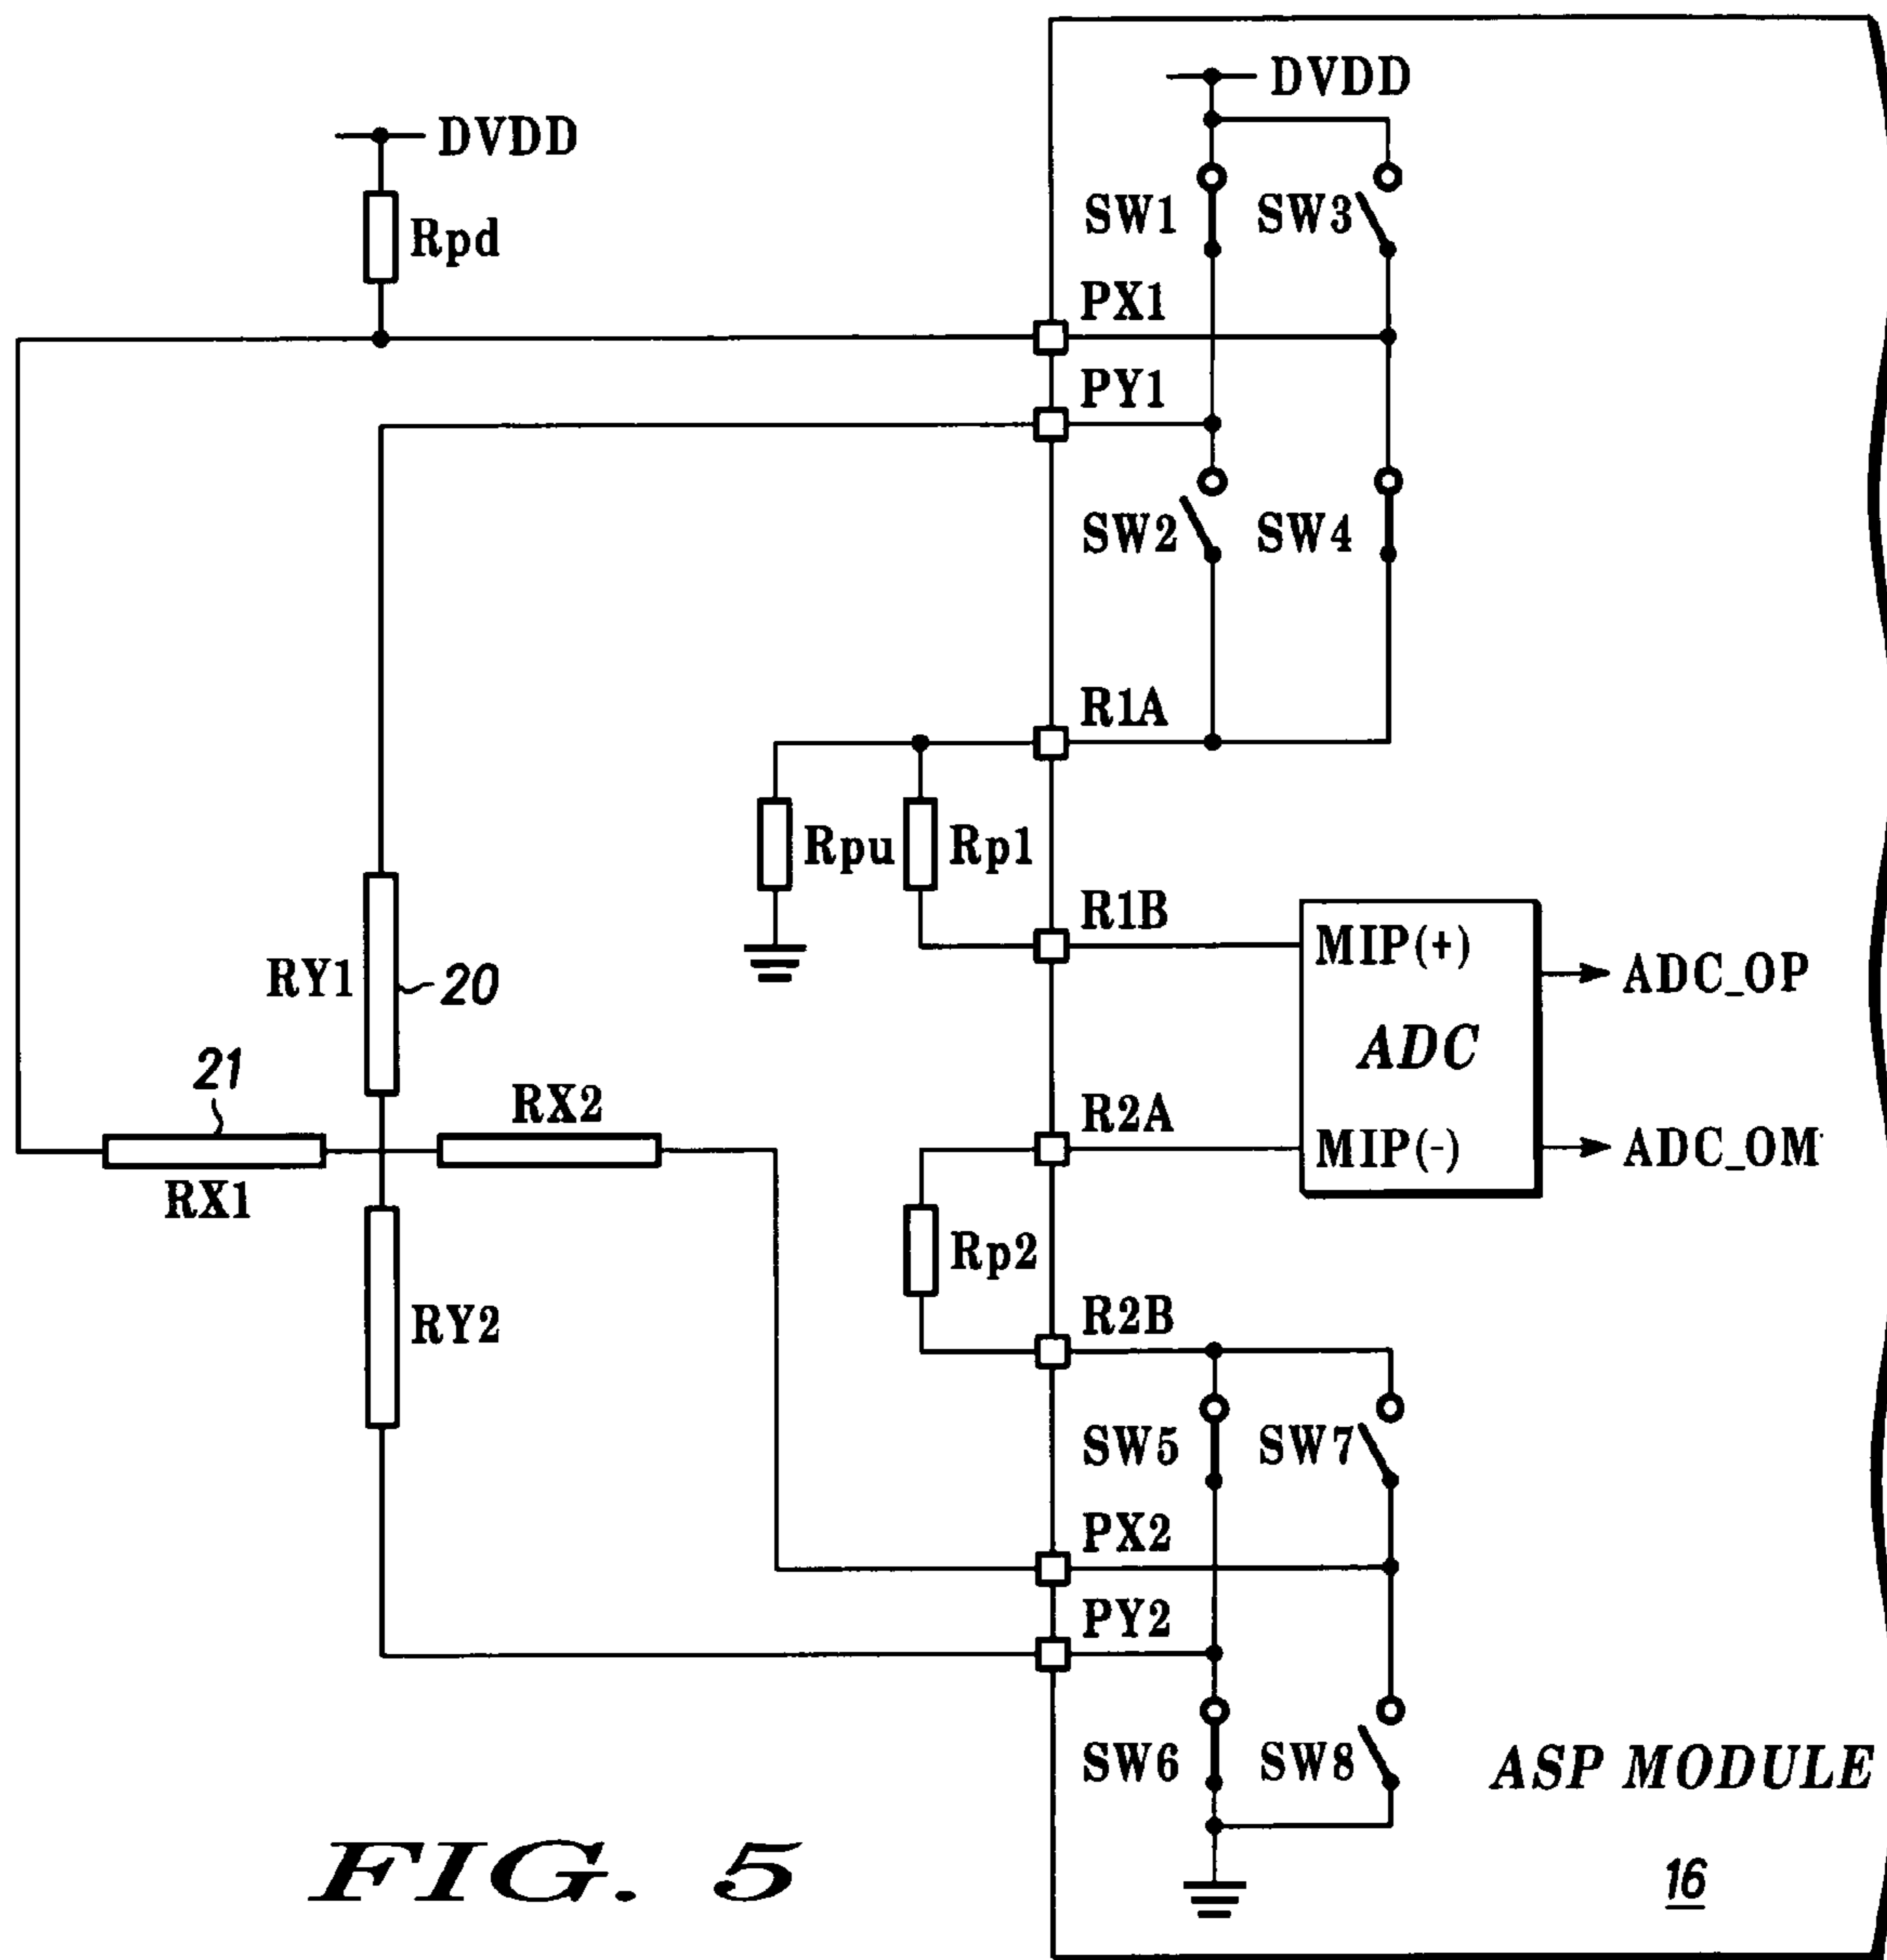 DVDD
DVDD
Rpd
SW1
SW3
PX1
PY1
SW2
SW4
R1A
Rpu
Rp1
R1B
MIP(+)
RY1
20
ADC_OP
ADC
21
RX2
R2A
MIP(-)
ADC_OM
RX1
Rp2
RY2
R2B
SW5
SW7
PX2
PY2
SW6
SW8
ASP MODULE
16
FIG. 5